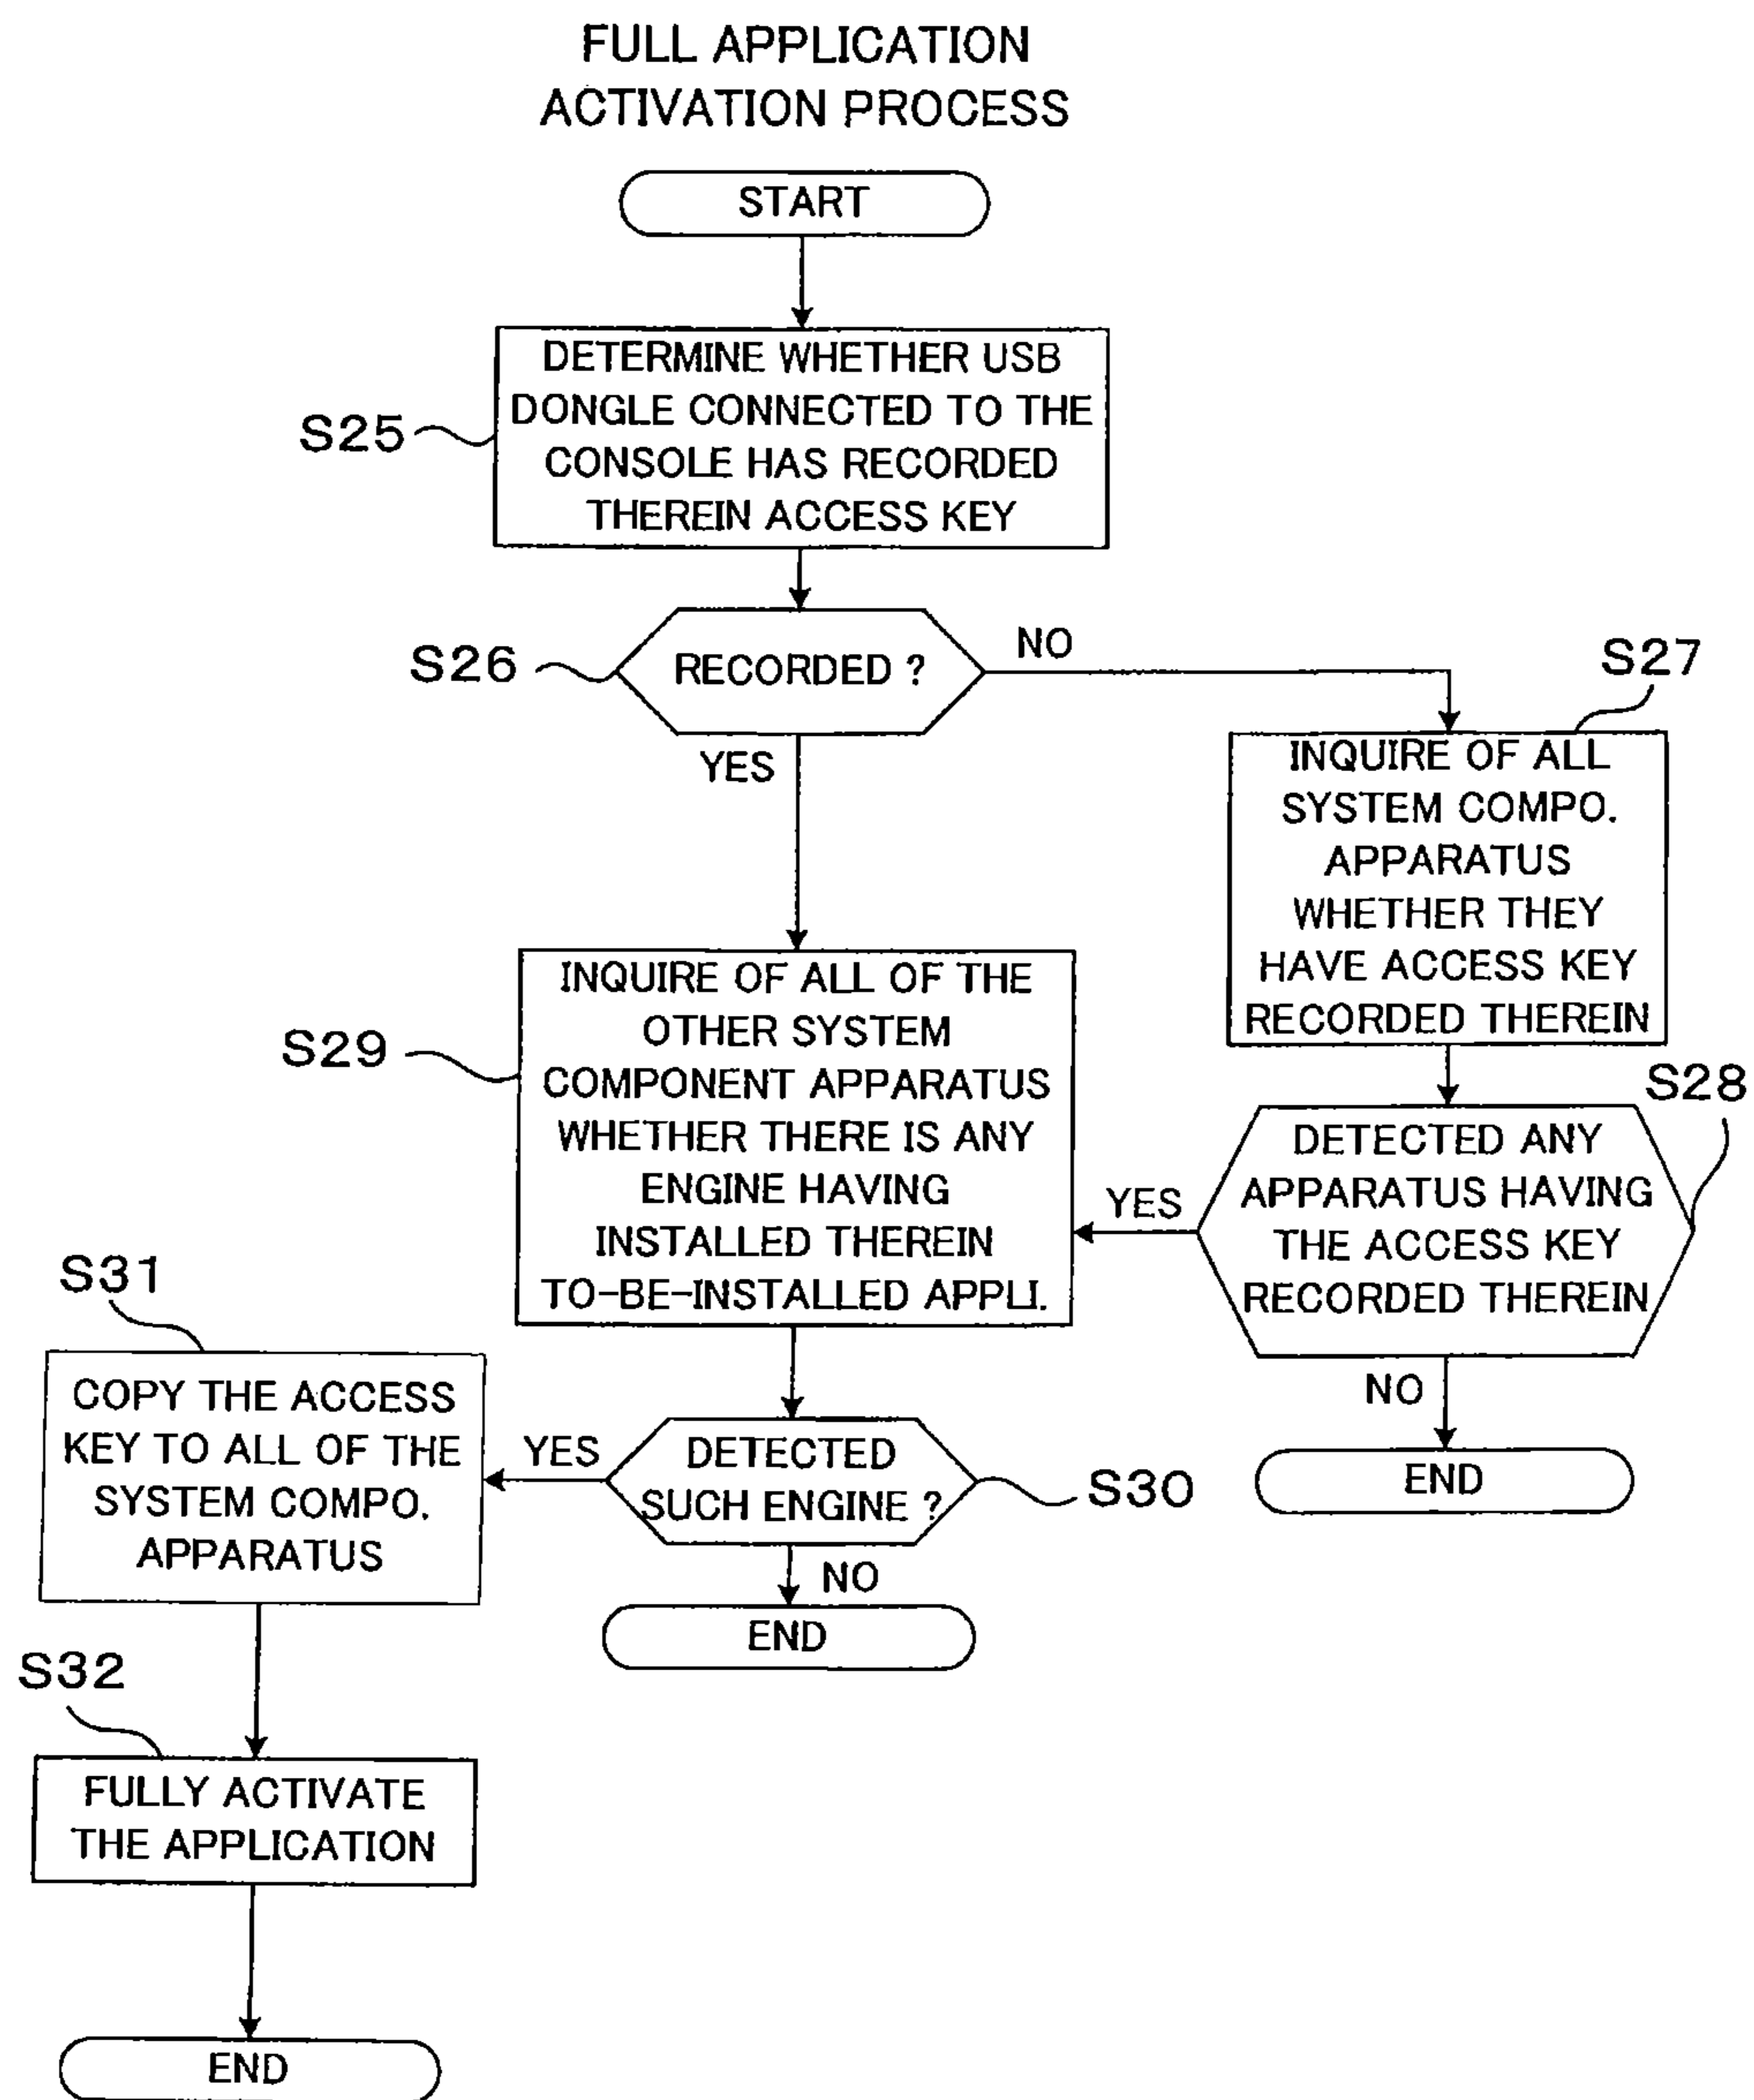 FULL APPLICATION
ACTIVATION PROCESS
START
S25
DETERMINE WHETHER USB
DONGLE CONNECTED TO THE
CONSOLE HAS RECORDED
THEREIN ACCESS KEY
S26
RECORDED ?
NO
YES
S27
INQUIRE OF ALL
SYSTEM COMPO.
APPARATUS
WHETHER THEY
HAVE ACCESS KEY
RECORDED THEREIN
S28
DETECTED ANY
APPARATUS HAVING
THE ACCESS KEY
RECORDED THEREIN
YES
NO
END
S29
INQUIRE OF ALL OF THE
OTHER SYSTEM
COMPONENT APPARATUS
WHETHER THERE IS ANY
ENGINE HAVING
INSTALLED THEREIN
TO-BE-INSTALLED APPLI.
S30
DETECTED
SUCH ENGINE ?
YES
NO
END
S31
COPY THE ACCESS
KEY TO ALL OF THE
SYSTEM COMPO.
APPARATUS
S32
FULLY ACTIVATE
THE APPLICATION
END